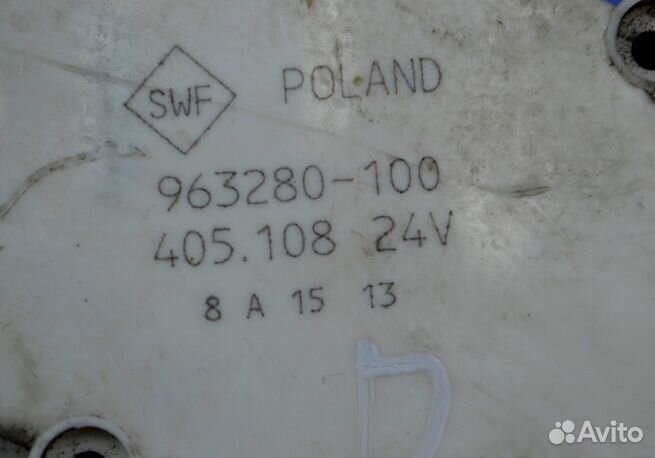 SWF POLAND
963280-100
405.108 24V
8 A 15 13
D
Avito